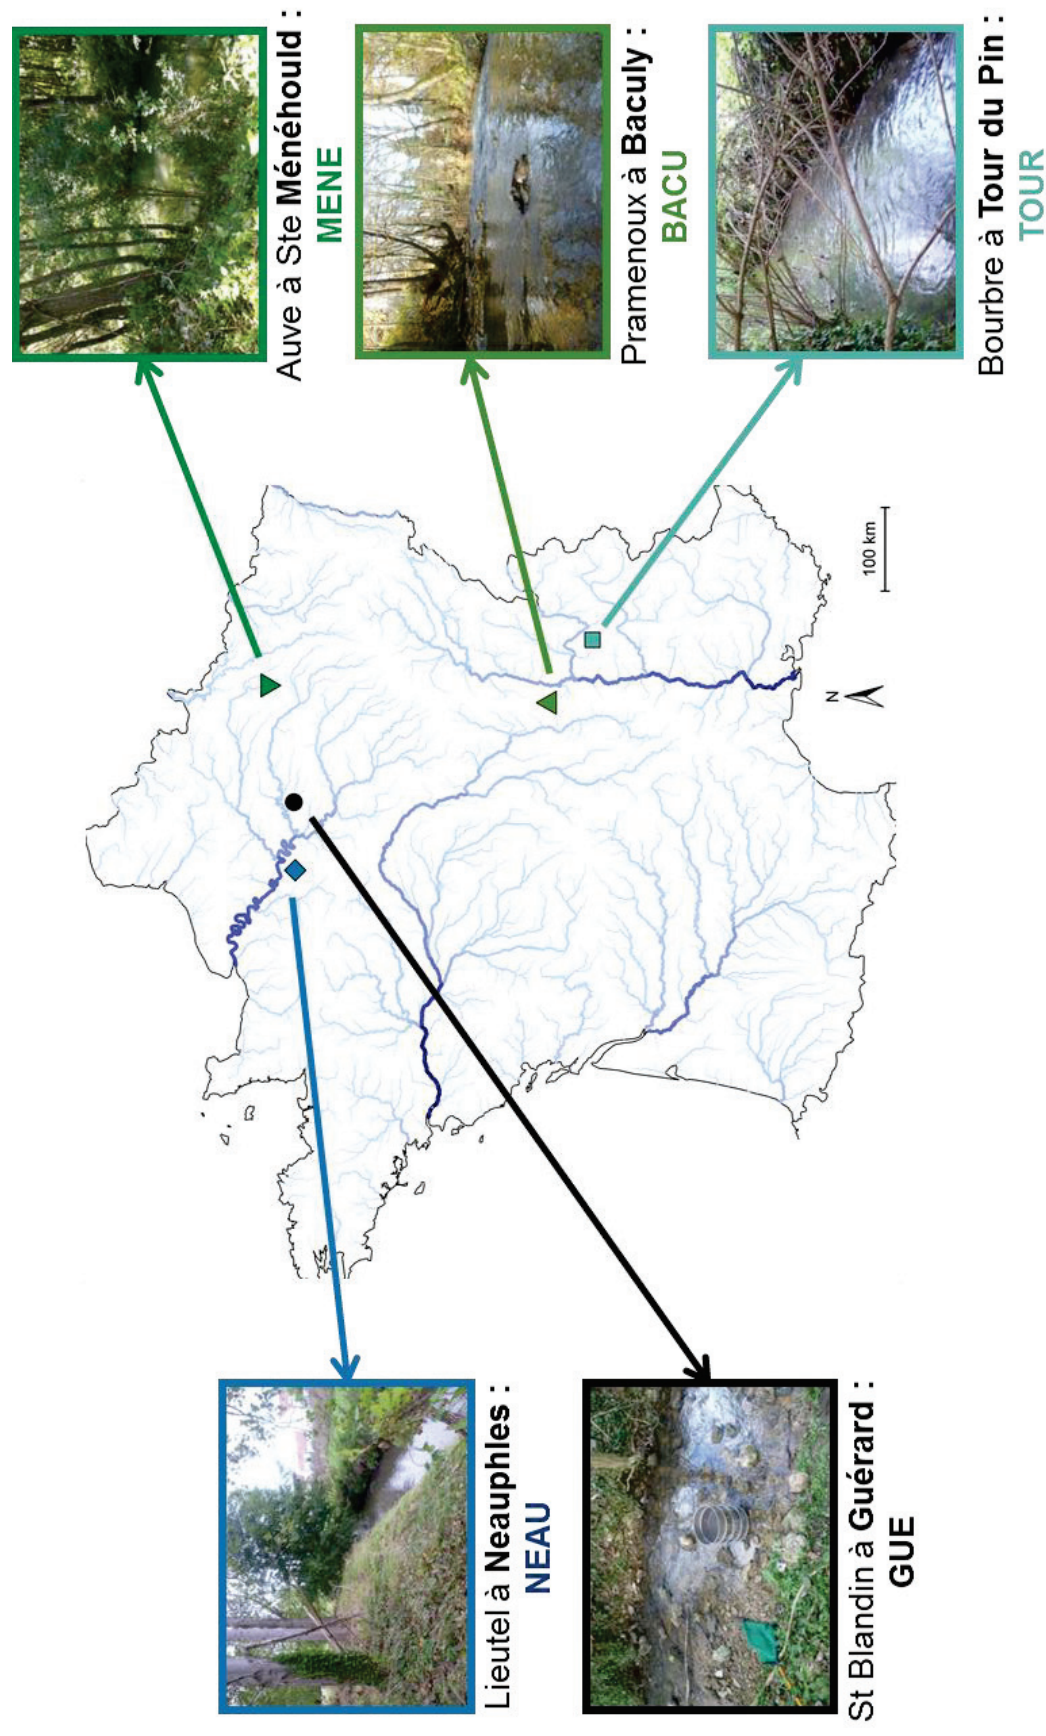 Lieutel à Neauphles :
NEAU
St Blandin à Guérard :
GUE
N
100 km
Auve à Ste Ménéhould :
MENE
Pramenoux à Baculy :
BACU
Bourbre à Tour du Pin :
TOUR